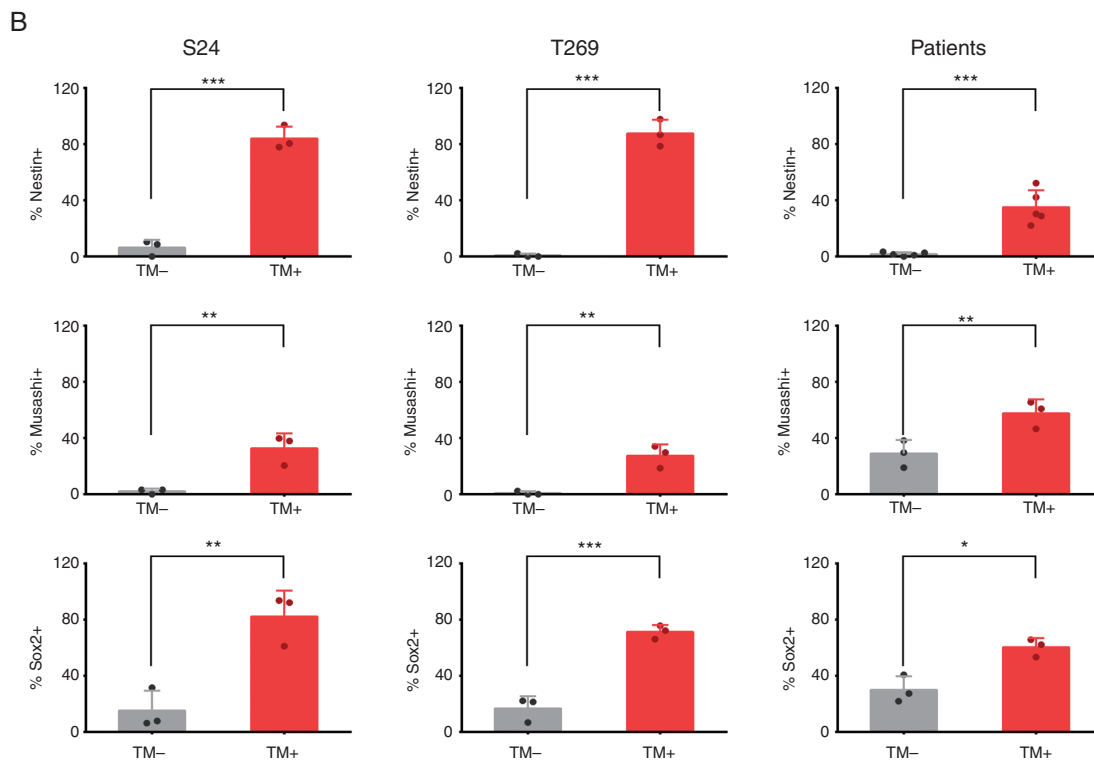 B
S24
T269
Patients
% Nestin+
120
80
40
0
***
TM–
TM+
% Nestin+
120
80
40
0
***
TM–
TM+
% Nestin+
120
80
40
0
***
TM–
TM+
% Musashi+
120
80
40
0
**
TM–
TM+
% Musashi+
120
80
40
0
**
TM–
TM+
% Musashi+
120
80
40
0
**
TM–
TM+
% Sox2+
120
80
40
0
**
TM–
TM+
% Sox2+
120
80
40
0
***
TM–
TM+
% Sox2+
120
80
40
0
*
TM–
TM+